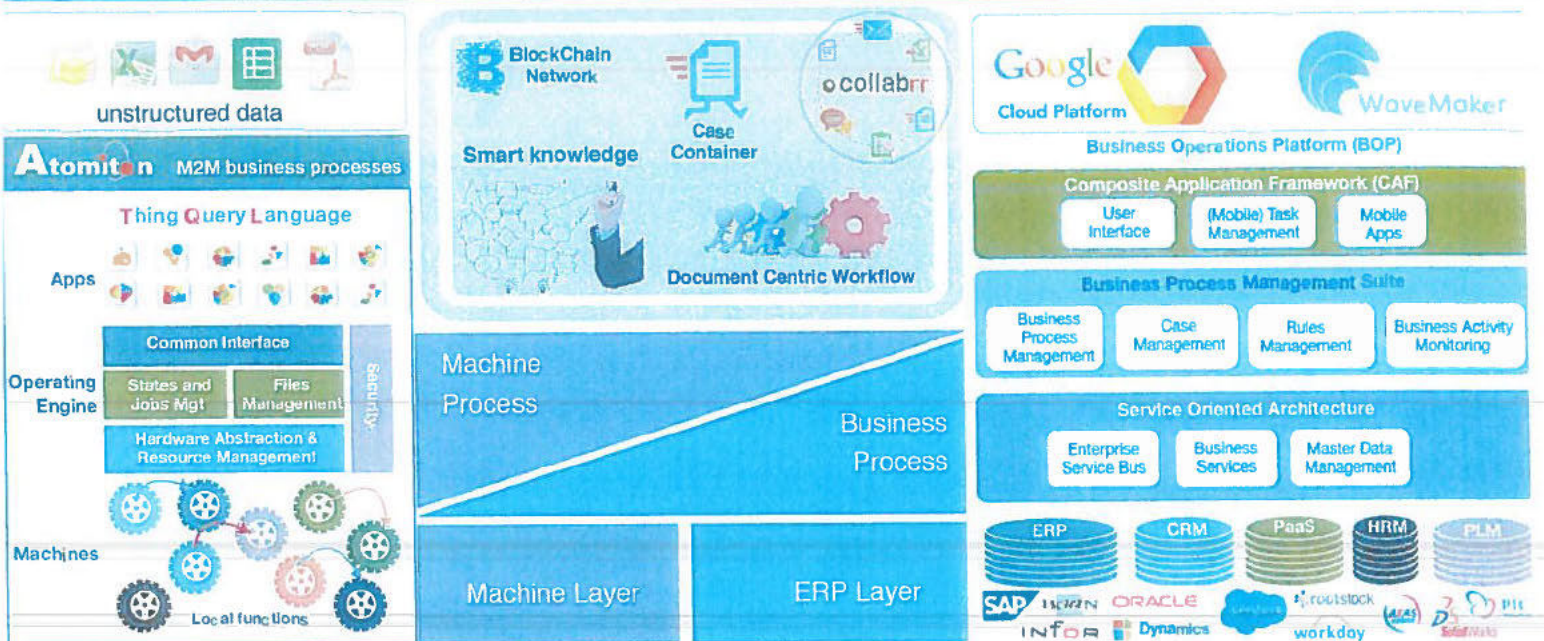 unstructured data
Atomiton M2M business processes
Thing Query Language
Apps
Common Interface
Operating
Engine
States and
Jobs Mgt
Files
Management
Security
Hardware Abstraction &
Resource Management
Machines
Local functions
BlockChain
Network
Case
Container
collabrr
Smart knowledge
Document Centric Workflow
Machine
Process
Business
Process
Machine Layer
ERP Layer
Google
Cloud Platform
WaveMaker
Business Operations Platform (BOP)
Composite Application Framework (CAF)
User
Interface
(Mobile) Task
Management
Mobile
Apps
Business Process Management Suite
Business
Process
Management
Case
Management
Rules
Management
Business Activity
Monitoring
Service Oriented Architecture
Enterprise
Service Bus
Business
Services
Master Data
Management
ERP
CRM
PaaS
HRM
PLM
SAP
ORACLE
rootstock
infor
Dynamics
workday